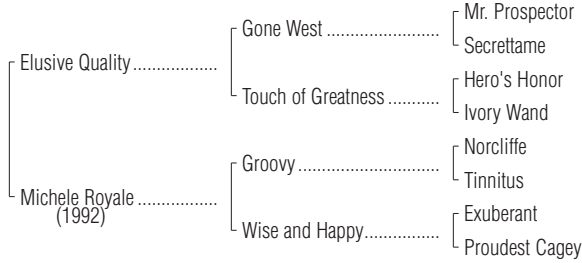 Mr. Prospector
Gone West ..................................
Secrettame
Elusive Quality .................
Hero's Honor
Touch of Greatness ...........
Ivory Wand
Norcliffe
Groovy ..........................................
Tinnitus
Michele Royale .................
(1992)
Exuberant
Wise and Happy .................
Proudest Cagey